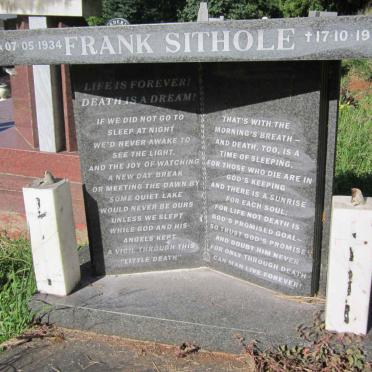 07-05 1934 FRANK SITHOLE †17-10-19
LIFE IS FOREVER!
DEATH IS A DREAM!
IF WE DID NOT GO TO
SLEEP AT NIGHT
WE'D NEVER AWAKE TO
SEE THE LIGHT,
AND THE JOY OF WATCHING
A NEW DAY BREAK
OR MEETING THE DAWN BY
SOME QUIET LAKE
WOULD NEVER BE OURS
UNLESS WE SLEPT
WHILE GOD AND HIS
ANGELS KEPT
A VIGIL THROUGH THIS
"LITTLE DEATH"
THAT'S WITH THE
MORNING'S BREATH –
AND DEATH, TOO, IS A
TIME OF SLEEPING,
FOR THOSE WHO DIE ARE IN
GOD'S KEEPING
AND THERE IS A SUNRISE
FOR EACH SOUL,
FOR LIFE NOT DEATH IS
GOD'S PROMISED GOAL –
SO TRUST GOD'S PROMISE
AND DOUBT HIM NEVER
FOR ONLY THROUGH DEATH
CAN MAN LIVE FOREVER!